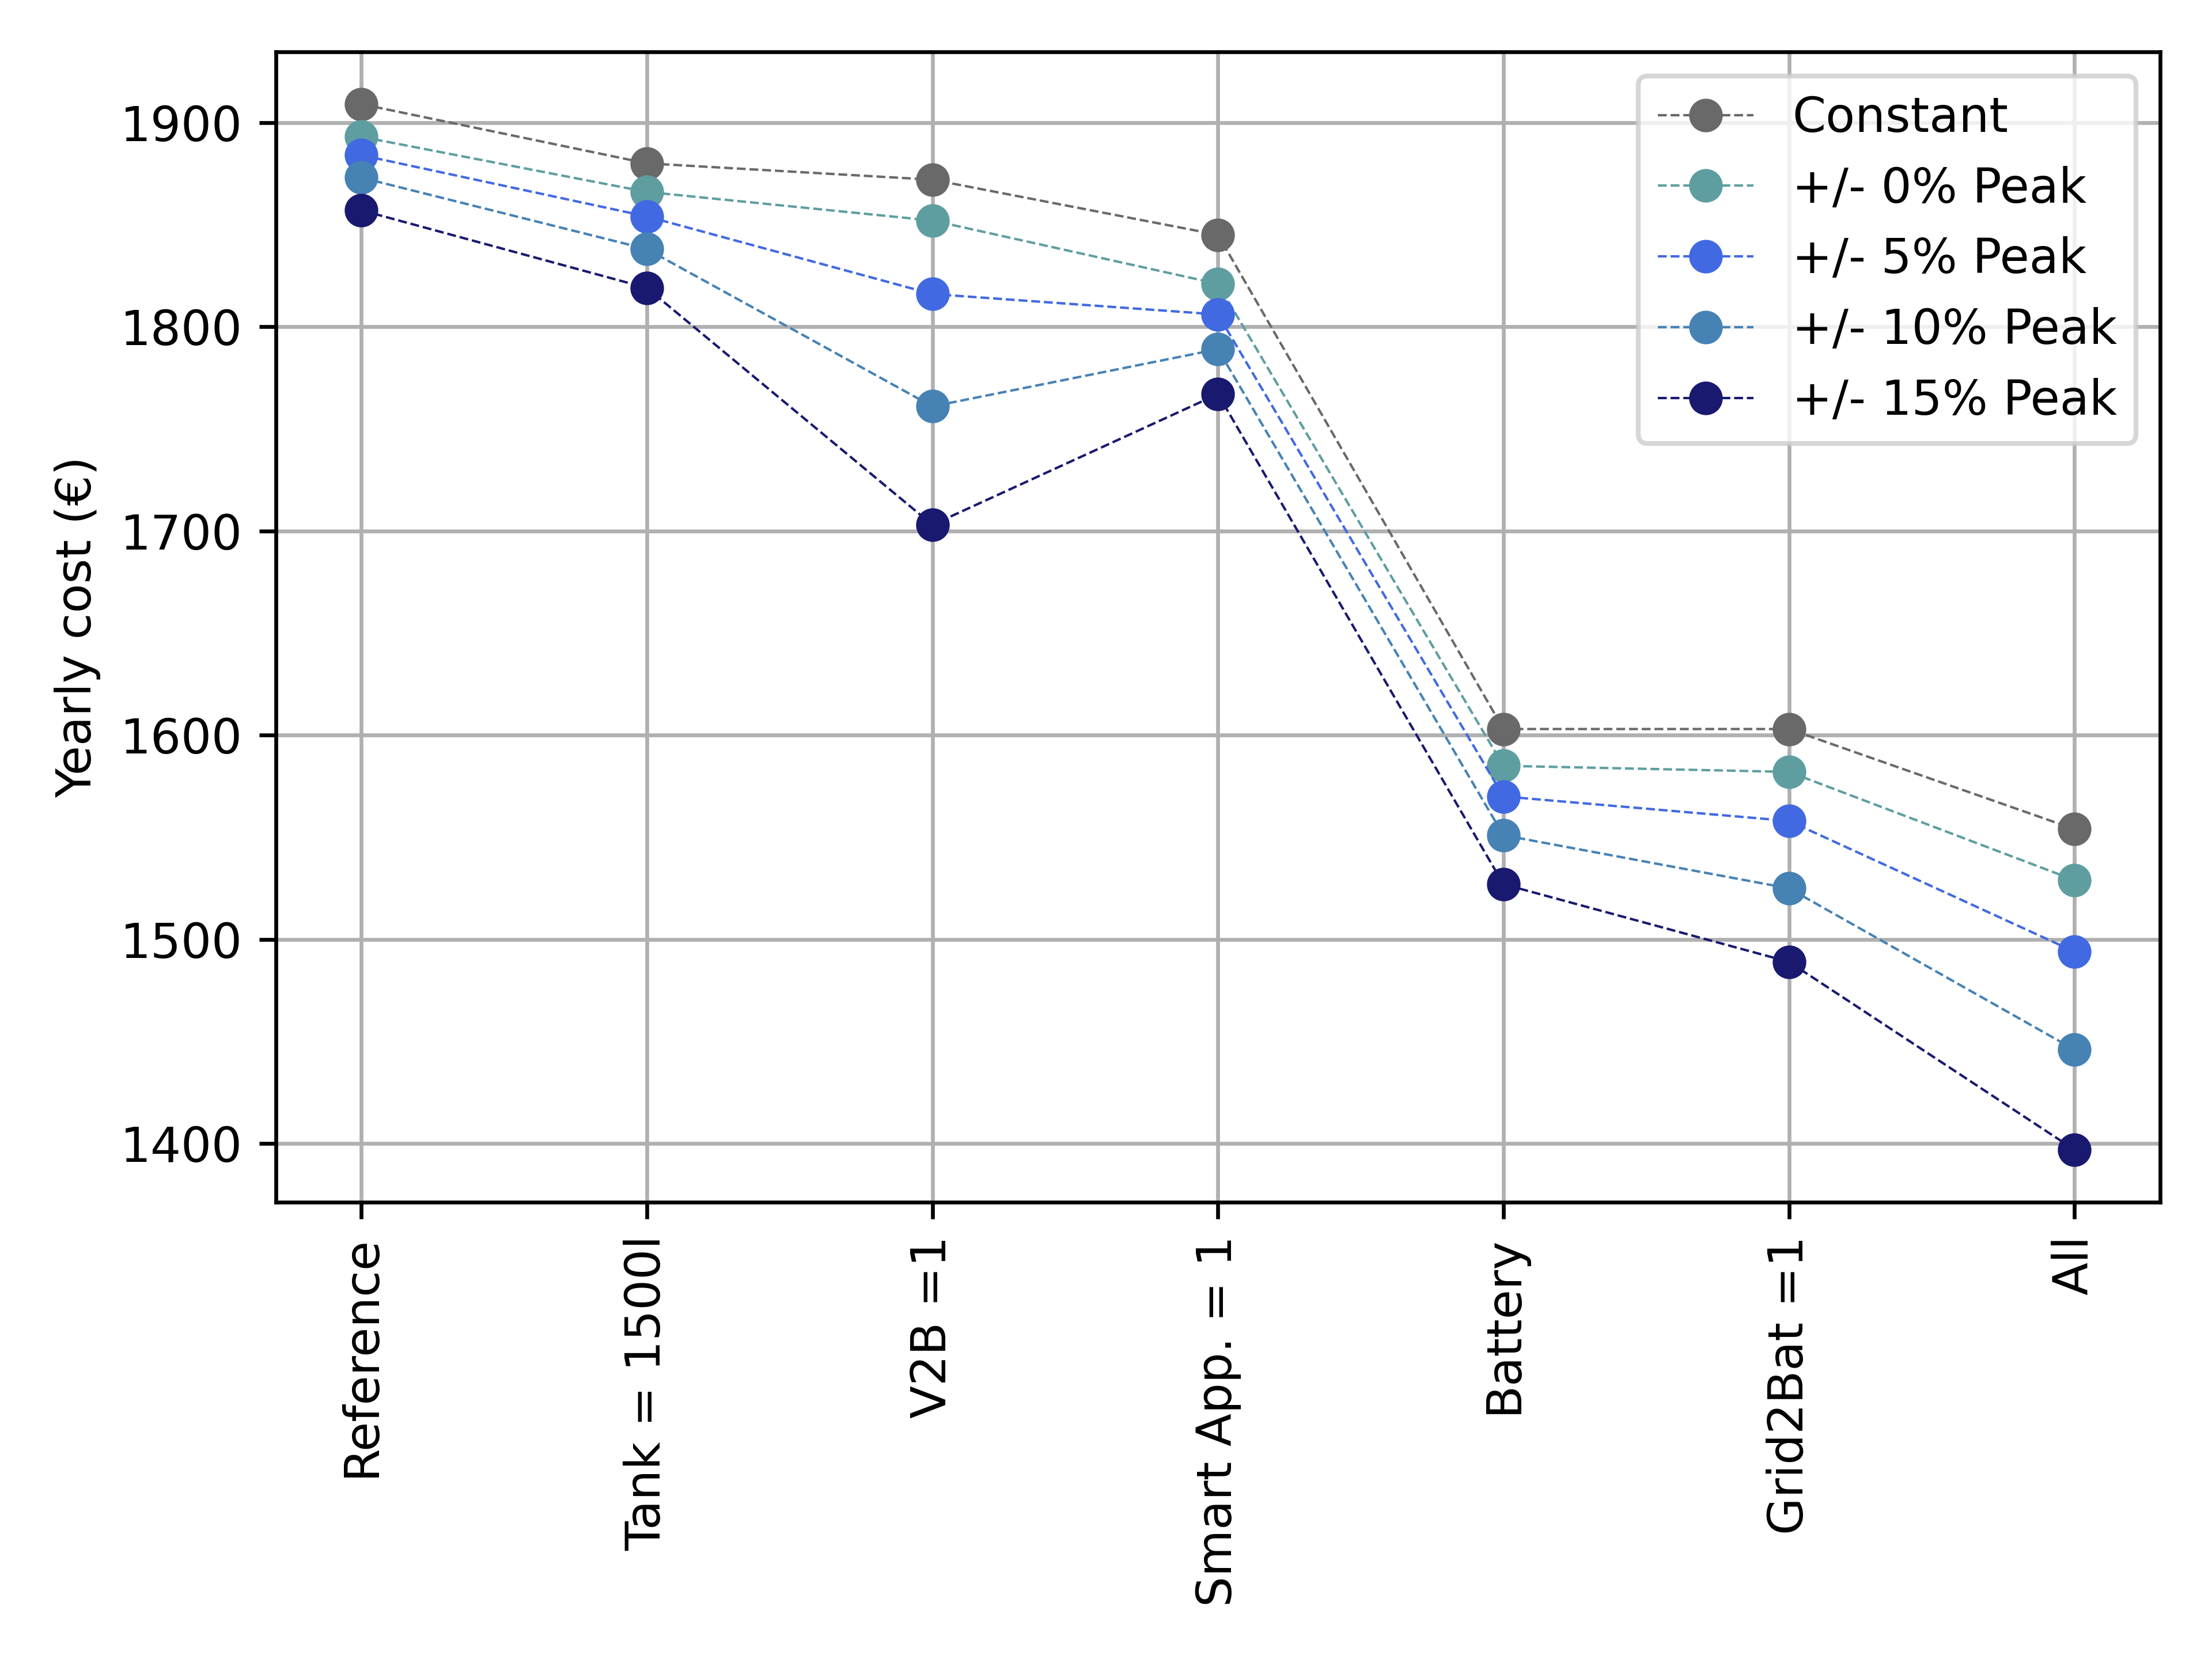 Yearly cost (€)
1900
1800
1700
1600
1500
1400
Constant
+/- 0% Peak
+/- 5% Peak
+/- 10% Peak
+/- 15% Peak
Reference
Tank = 1500l
V2B =1
Smart App. = 1
Battery
Grid2Bat =1
All